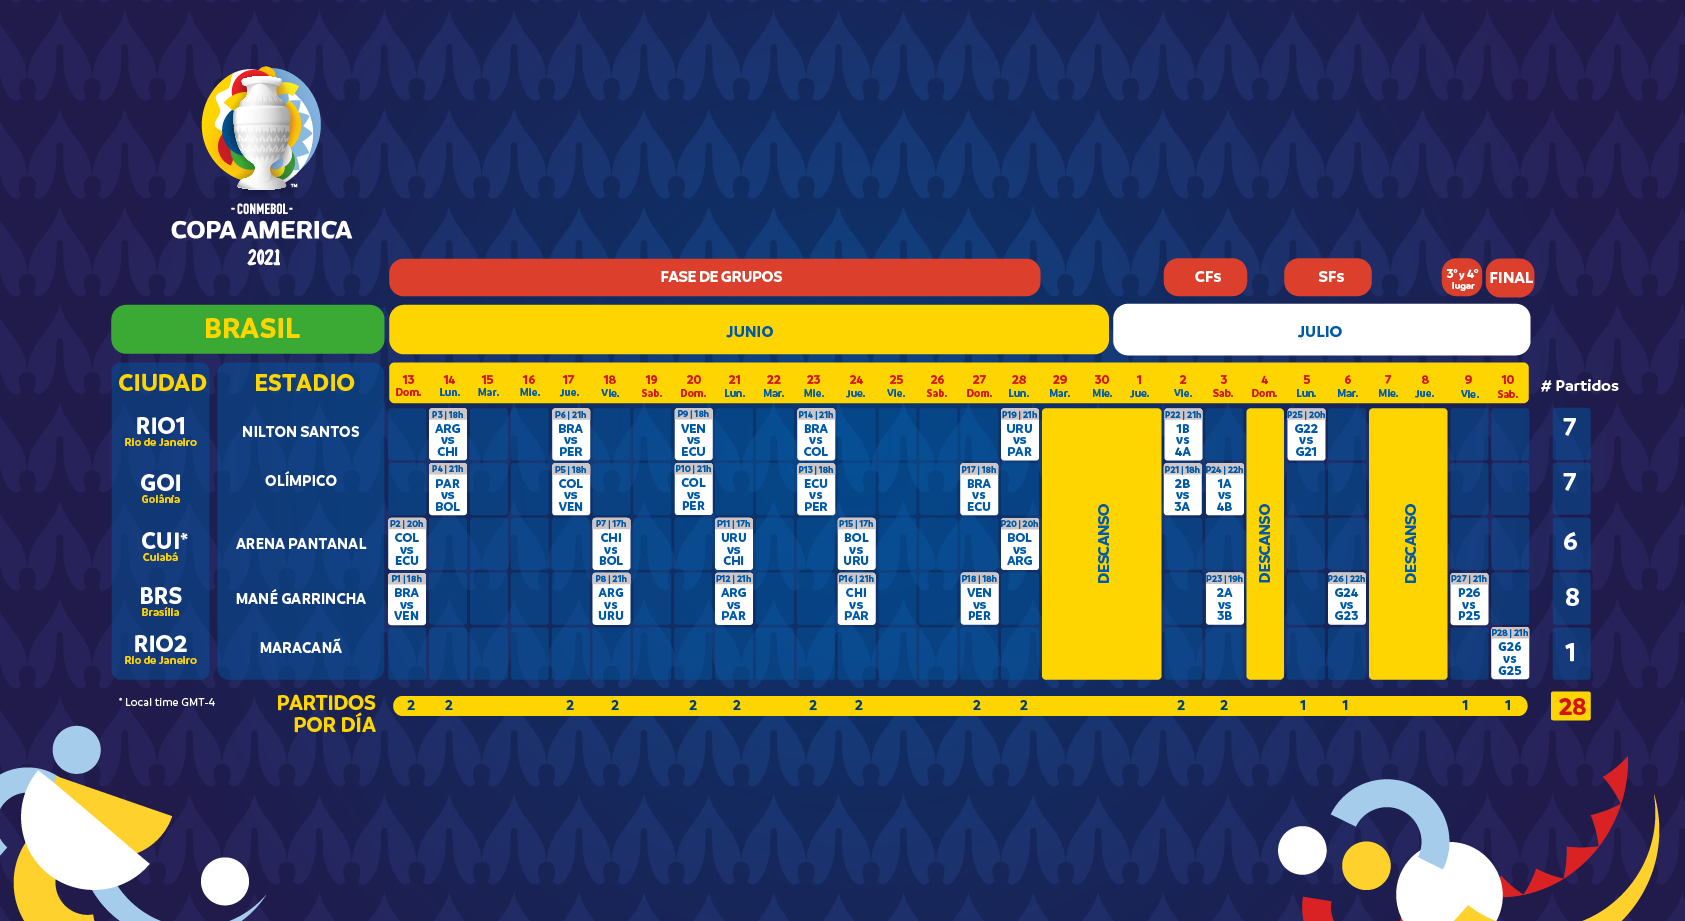 - CONMEBOL -
COPA AMERICA
2021
™
FASE DE GRUPOS
CFs
SFs
3º y 4º
lugar
FINAL
BRASIL
JUNIO
JULIO
CIUDAD
ESTADIO
13 14 15 16 17 18 19 20 21 22 23 24 25 26 27 28 29 30 1 2 3 4 5 6 7 8 9 10
Dom. Lun. Mar. Mie. Jue. Vie. Sab. Dom. Lun. Mar. Mie. Jue. Vie. Sab. Dom. Lun. Mar. Mie. Jue. Vie. Sab. Dom. Lun. Mar. Mie. Jue. Vie. Sab.
# Partidos
RIO1
Rio de Janeiro
NILTON SANTOS
P3 | 18h
ARG
vs
CHI
P6 | 21h
BRA
vs
PER
P9 | 18h
VEN
vs
ECU
P14 | 21h
BRA
vs
COL
P19 | 21h
URU
vs
PAR
P22 | 21h
1B
vs
4A
P25 | 20h
G22
vs
G21
7
GOI
Goiânia
OLÍMPICO
P4 | 21h
PAR
vs
BOL
P5 | 18h
COL
vs
VEN
P10 | 21h
COL
vs
PER
P13 | 18h
ECU
vs
PER
P17 | 18h
BRA
vs
ECU
P21 | 18h
2B
vs
3A
P24 | 22h
1A
vs
4B
7
CUI*
Cuiabá
ARENA PANTANAL
P2 | 20h
COL
vs
ECU
P7 | 17h
CHI
vs
BOL
P11 | 17h
URU
vs
CHI
P15 | 17h
BOL
vs
URU
P20 | 20h
BOL
vs
ARG
6
BRS
Brasília
MANÉ GARRINCHA
P1 | 18h
BRA
vs
VEN
P8 | 21h
ARG
vs
URU
P12 | 21h
ARG
vs
PAR
P16 | 21h
CHI
vs
PAR
P18 | 18h
VEN
vs
PER
P23 | 19h
2A
vs
3B
P26 | 22h
G24
vs
G23
P27 | 21h
P26
vs
P25
8
RIO2
Rio de Janeiro
MARACANÃ
P28 | 21h
G26
vs
G25
1
DESCANSO
DESCANSO
DESCANSO
* Local time GMT-4
PARTIDOS
POR DÍA
2 2 2 2 2 2 2 2 2 2 2 2 1 1 1 1
28